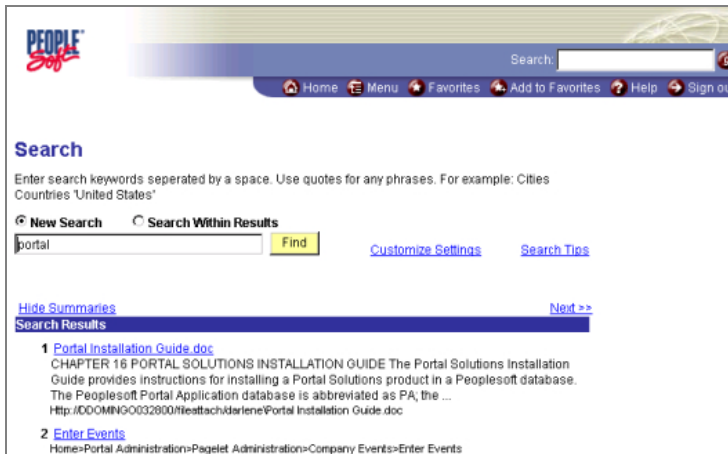 PEOPLE
Soft
Search:
Home Menu Favorites Add to Favorites Help Sign ou
Search
Enter search keywords seperated by a space. Use quotes for any phrases. For example: Cities
Countries 'United States'
New Search Search Within Results
portal Find Customize Settings Search Tips
Hide Summaries Next >>
Search Results
1 Portal Installation Guide.doc
CHAPTER 16 PORTAL SOLUTIONS INSTALLATION GUIDE The Portal Solutions Installation
Guide provides instructions for installing a Portal Solutions product in a Peoplesoft database.
The Peoplesoft Portal Application database is abbreviated as PA; the ...
Http://DDOMINGO032800/fileattach/darlene\Portal Installation Guide.doc
2 Enter Events
Home>Portal Administration>Pagelet Administration>Company Events>Enter Events